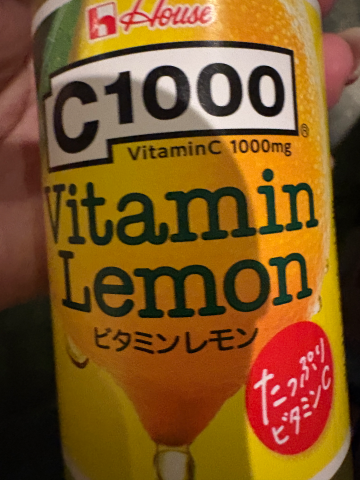 House
C1000
®
VitaminC 1000mg
Vitamin
Lemon
ビタミンレモン
たっぷり
ビタミンC